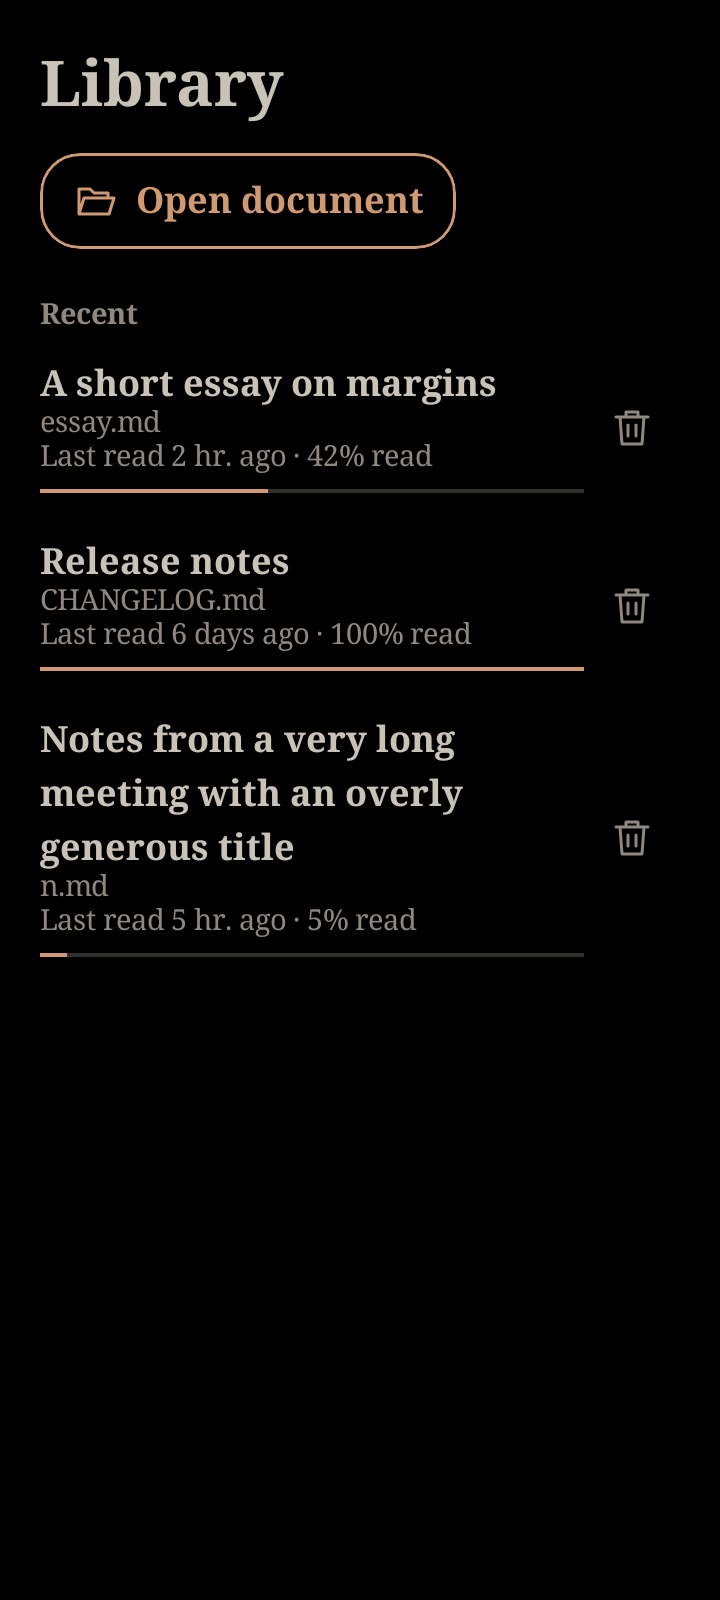 Library
Open document
Recent
A short essay on margins
essay.md
Last read 2 hr. ago · 42% read
Release notes
CHANGELOG.md
Last read 6 days ago · 100% read
Notes from a very long
meeting with an overly
generous title
n.md
Last read 5 hr. ago · 5% read